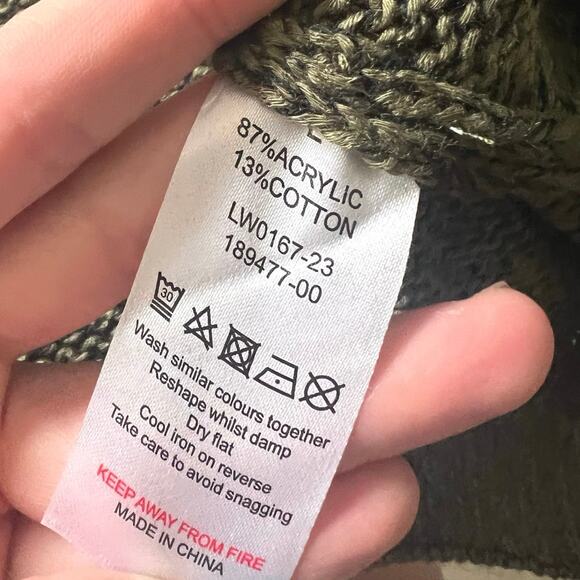 87%ACRYLIC
13%COTTON
LW0167-23
189477-00
30
Wash similar colours together
Reshape whilst damp
Dry flat
Cool iron on reverse
Take care to avoid snagging
KEEP AWAY FROM FIRE
MADE IN CHINA